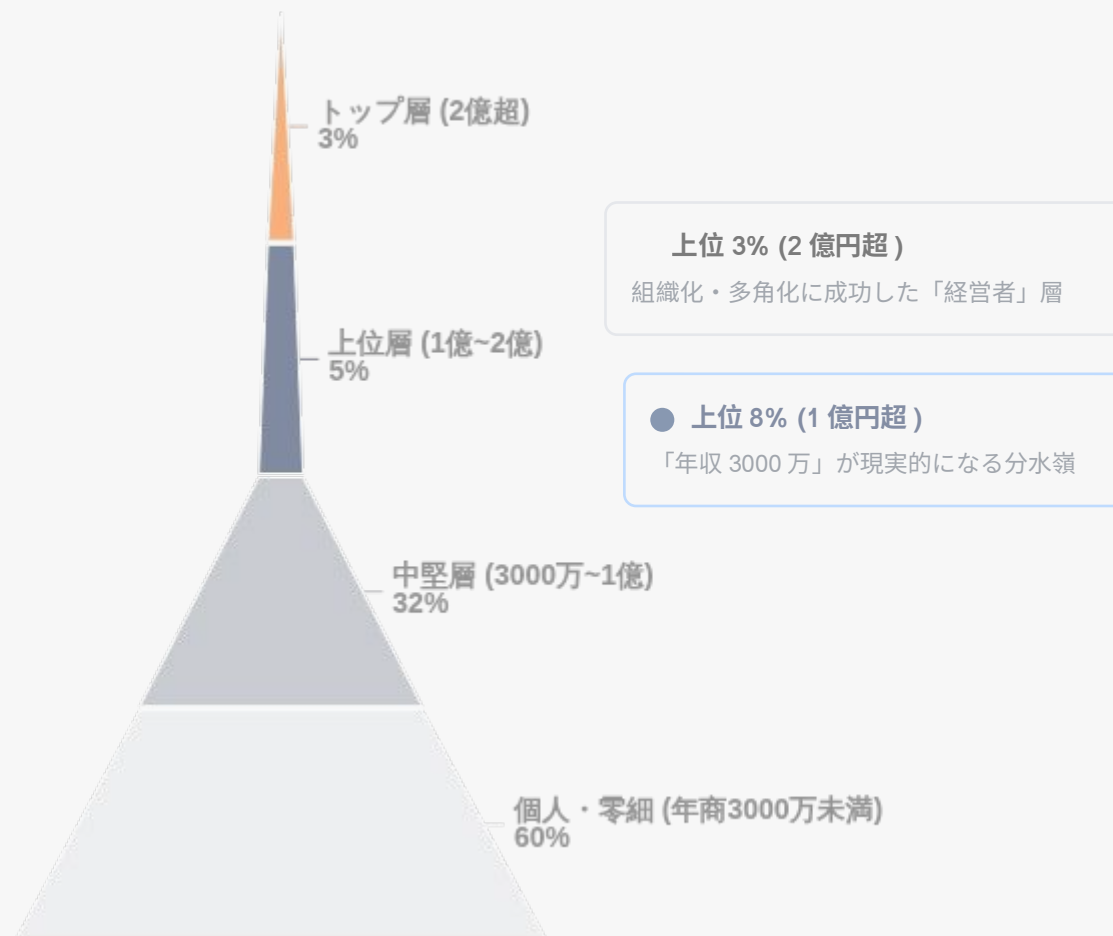 トップ層 (2億超)
3%
上位 3% (2 億円超 )
組織化・多角化に成功した「経営者」層
上位層 (1億~2億)
5%
上位 8% (1 億円超 )
「年収 3000 万」が現実的になる分水嶺
中堅層 (3000万~1億)
32%
個人・零細 (年商3000万未満)
60%